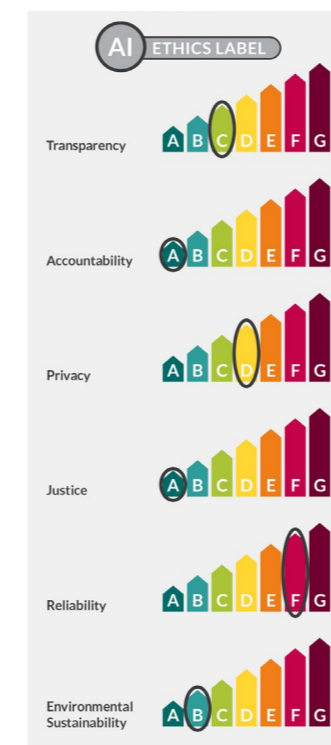 AI ETHICS LABEL
Transparency A B C D E F G
Accountability A B C D E F G
Privacy A B C D E F G
Justice A B C D E F G
Reliability A B C D E F G
Environmental
Sustainability A B C D E F G